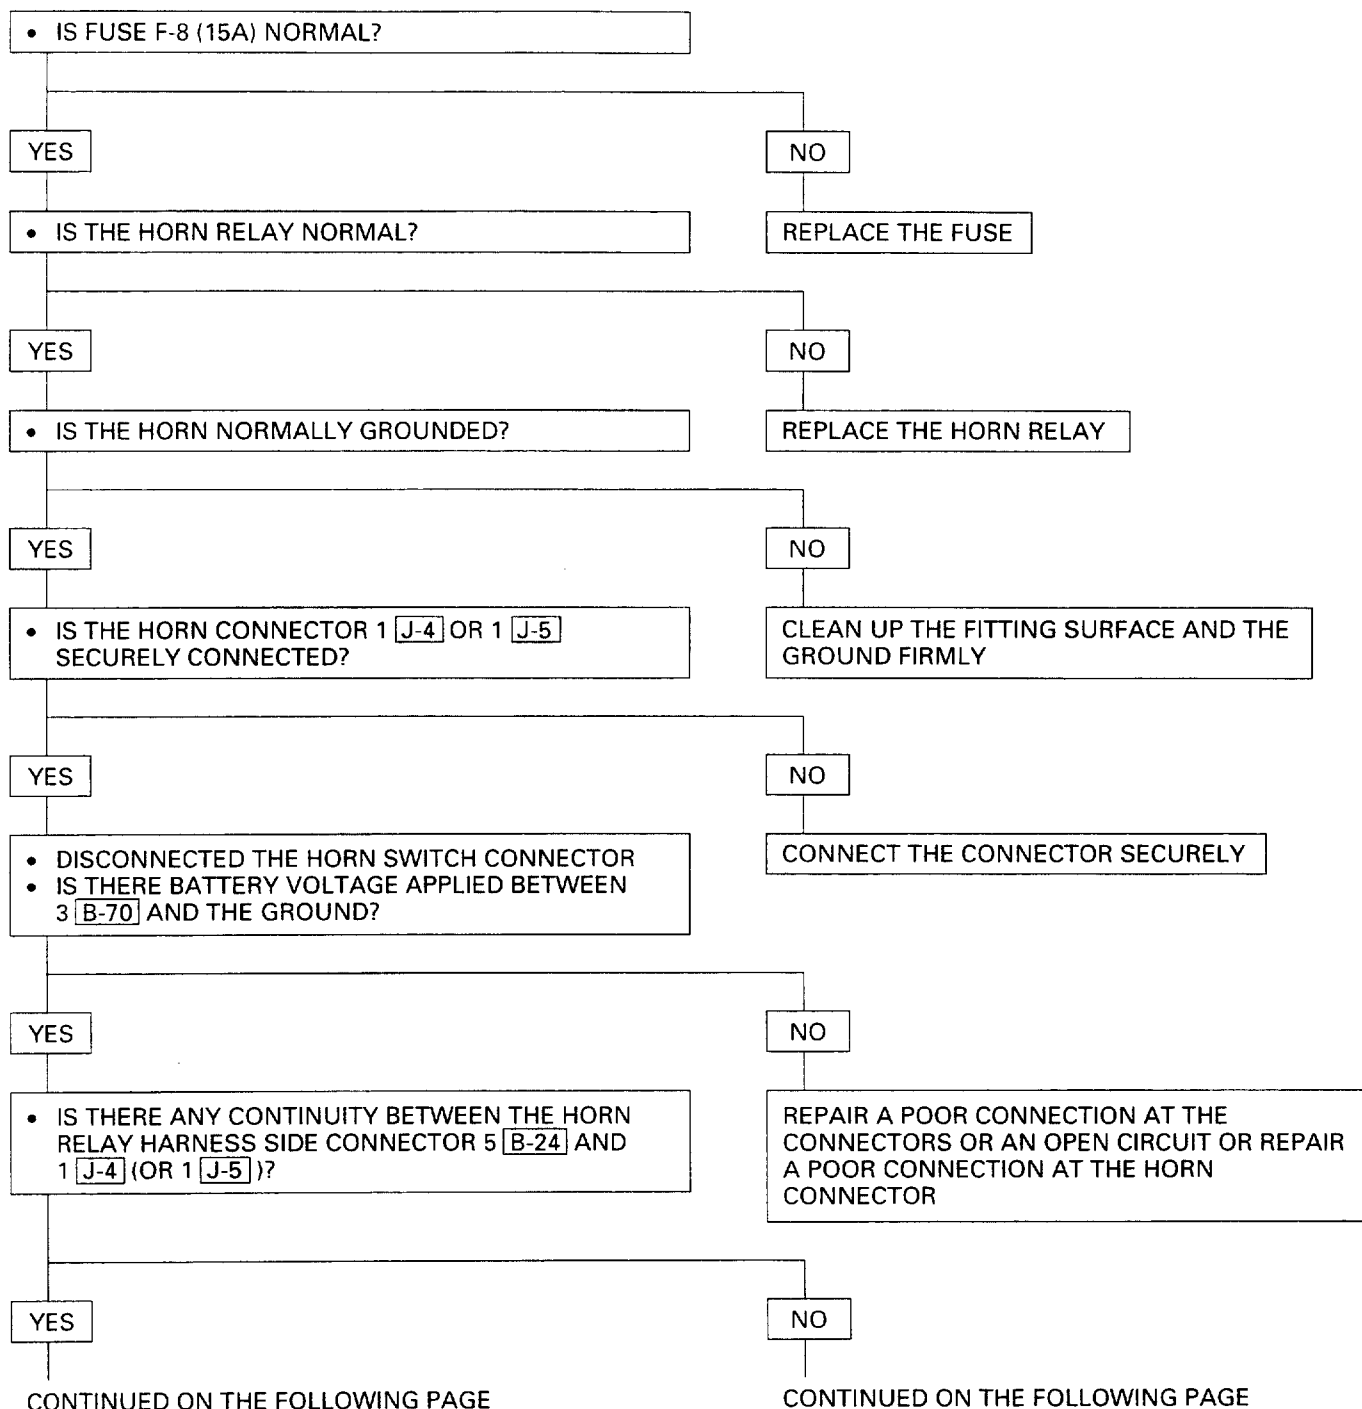 • IS FUSE F-8 (15A) NORMAL?
YES
NO
• IS THE HORN RELAY NORMAL?
REPLACE THE FUSE
YES
NO
• IS THE HORN NORMALLY GROUNDED?
REPLACE THE HORN RELAY
YES
NO
• IS THE HORN CONNECTOR 1 J-4 OR 1 J-5
SECURELY CONNECTED?
CLEAN UP THE FITTING SURFACE AND THE
GROUND FIRMLY
YES
NO
• DISCONNECTED THE HORN SWITCH CONNECTOR
• IS THERE BATTERY VOLTAGE APPLIED BETWEEN
3 B-70 AND THE GROUND?
CONNECT THE CONNECTOR SECURELY
YES
NO
• IS THERE ANY CONTINUITY BETWEEN THE HORN
RELAY HARNESS SIDE CONNECTOR 5 B-24 AND
1 J-4 (OR 1 J-5 )?
REPAIR A POOR CONNECTION AT THE
CONNECTORS OR AN OPEN CIRCUIT OR REPAIR
A POOR CONNECTION AT THE HORN
CONNECTOR
YES
NO
CONTINUED ON THE FOLLOWING PAGE
CONTINUED ON THE FOLLOWING PAGE